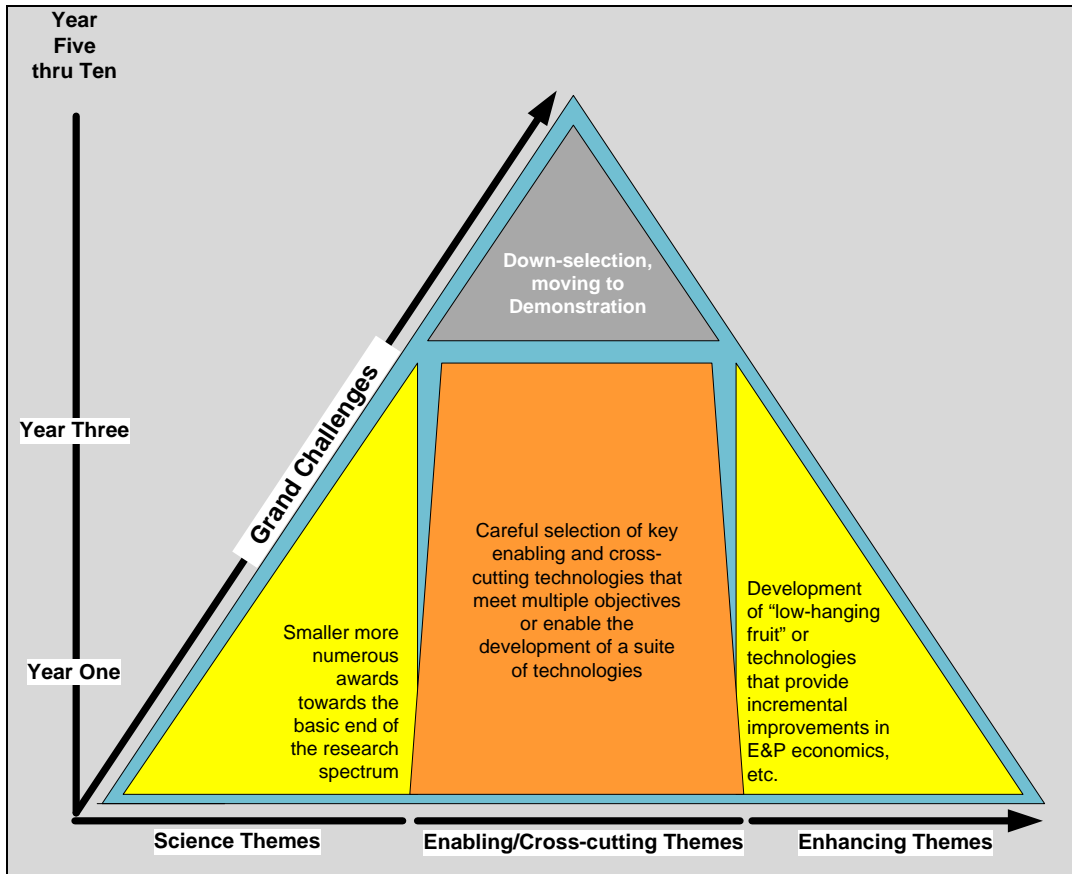 Year
Five
thru Ten
Down-selection,
moving to
Demonstration
Grand Challenges
Year Three
Careful selection of key
enabling and cross-
cutting technologies that
meet multiple objectives
or enable the
development of a suite
of technologies
Smaller more
numerous
awards
towards the
basic end of
the research
spectrum
Development
of “low-hanging
fruit” or
technologies
that provide
incremental
improvements in
E&P economics,
etc.
Year One
Science Themes
Enabling/Cross-cutting Themes
Enhancing Themes